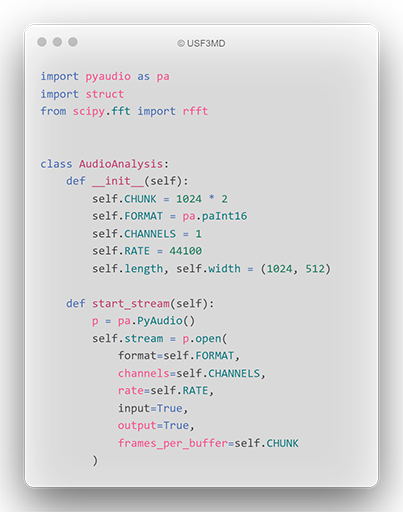 © USF3MD
import pyaudio as pa
import struct
from scipy.fft import rfft
class AudioAnalysis:
def __init__(self):
self.CHUNK = 1024 * 2
self.FORMAT = pa.paInt16
self.CHANNELS = 1
self.RATE = 44100
self.length, self.width = (1024, 512)
def start_stream(self):
p = pa.PyAudio()
self.stream = p.open(
format=self.FORMAT,
channels=self.CHANNELS,
rate=self.RATE,
input=True,
output=True,
frames_per_buffer=self.CHUNK
)